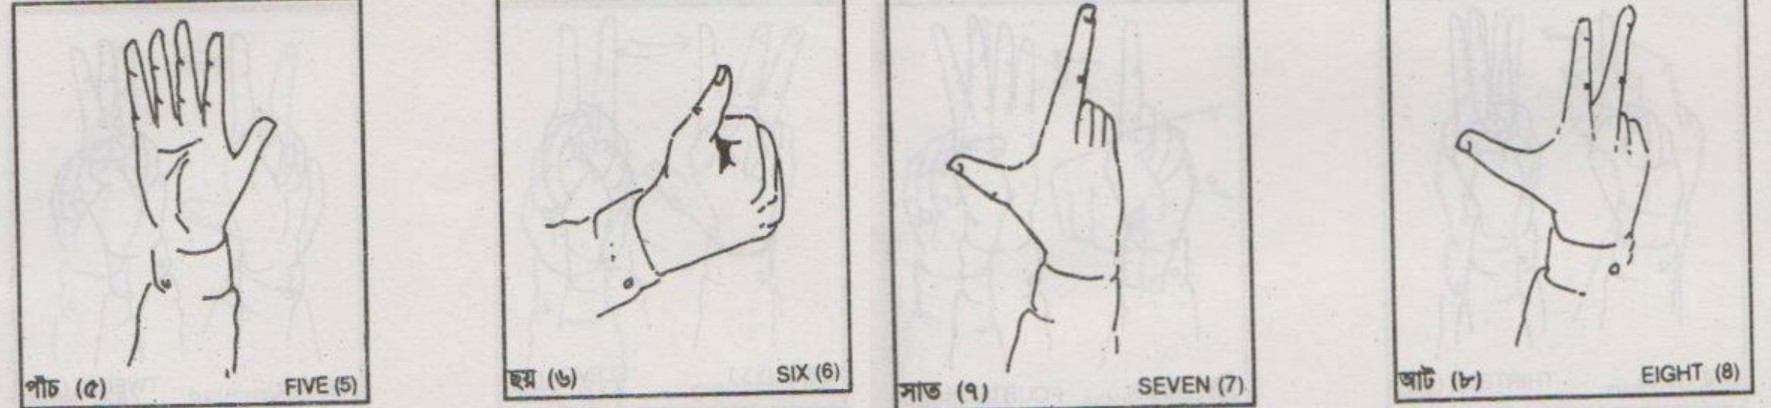 পাঁচ (৫) FIVE (5)
ছয় (৬) SIX (6)
সাত (৭) SEVEN (7)
আট (৮) EIGHT (8)